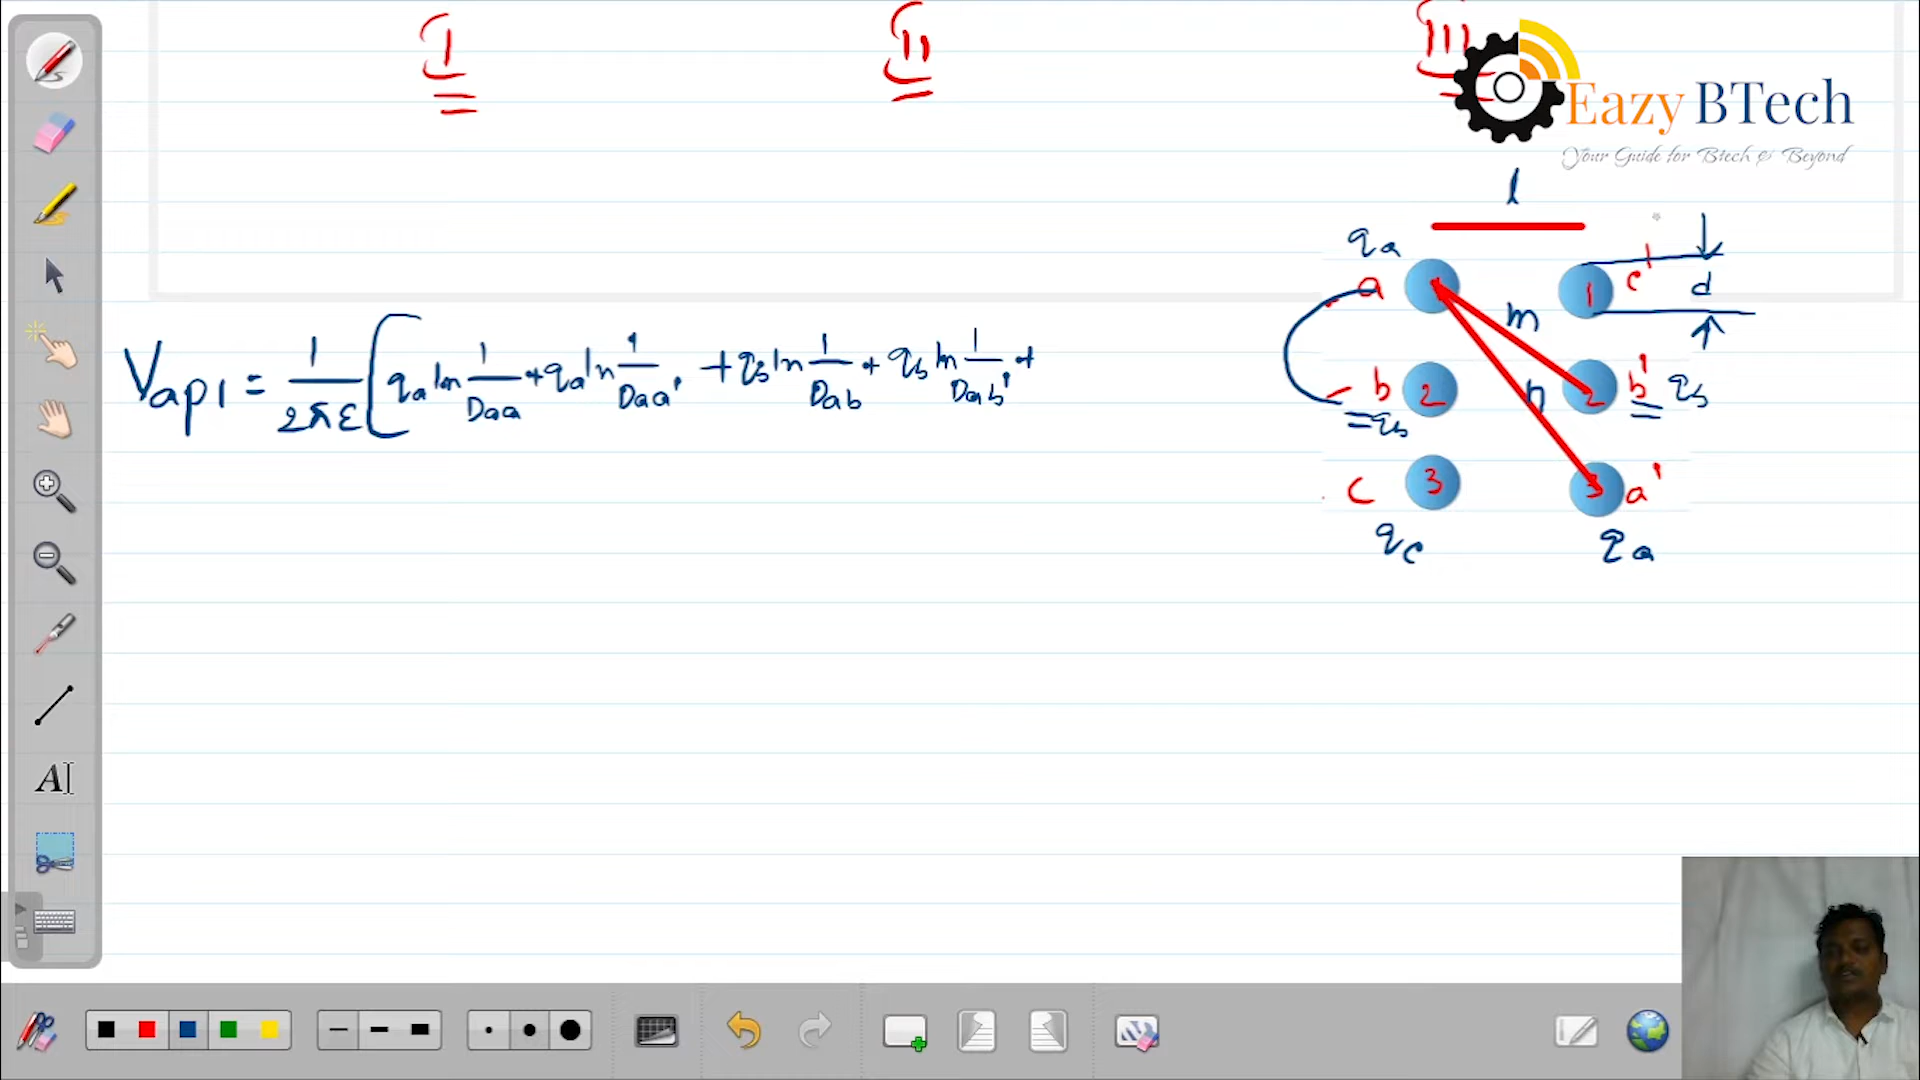 I II III
Eazy BTech
Your Guide for Btech & Beyond
l
qa
a 1 c' d
m
Vap1 = 1/2πε [ qa ln 1/Daa + qa ln 1/Daa' + qb ln 1/Dab + qb ln 1/Dab' +
b 2 n 2 b' qb
qb
c 3 3 a'
qc qa
A